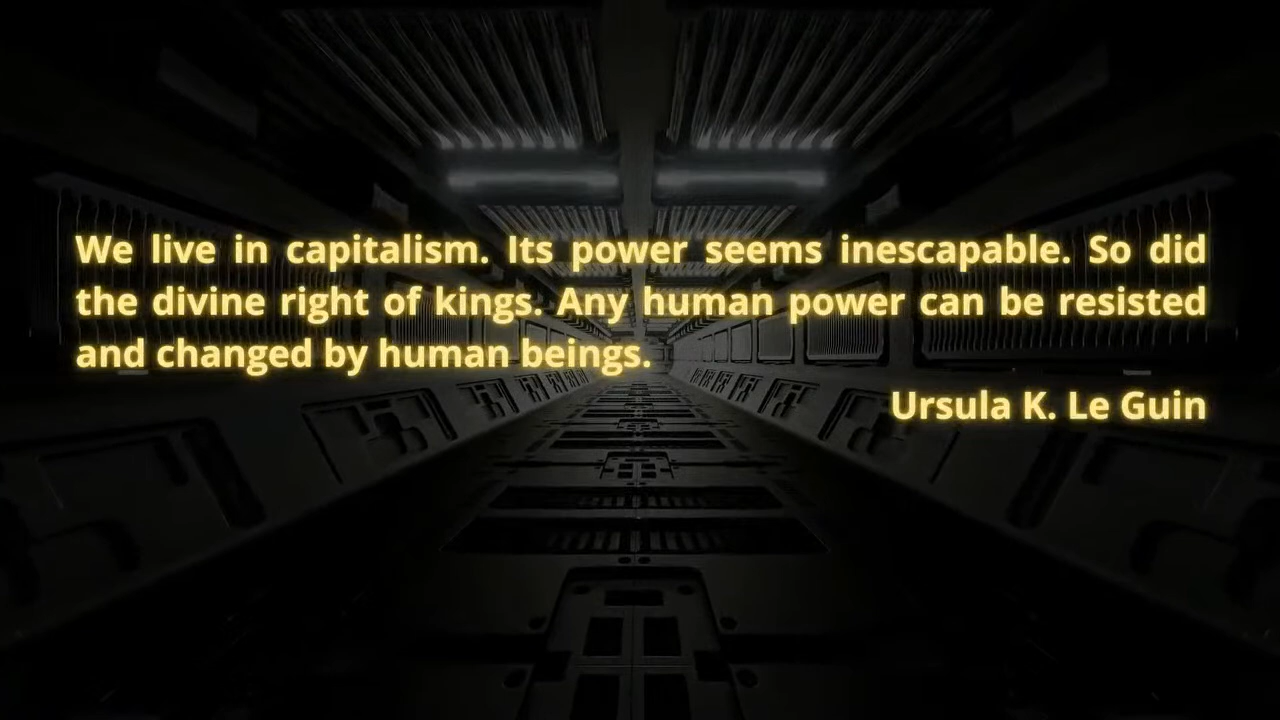 We live in capitalism. Its power seems inescapable. So did
the divine right of kings. Any human power can be resisted
and changed by human beings.
Ursula K. Le Guin